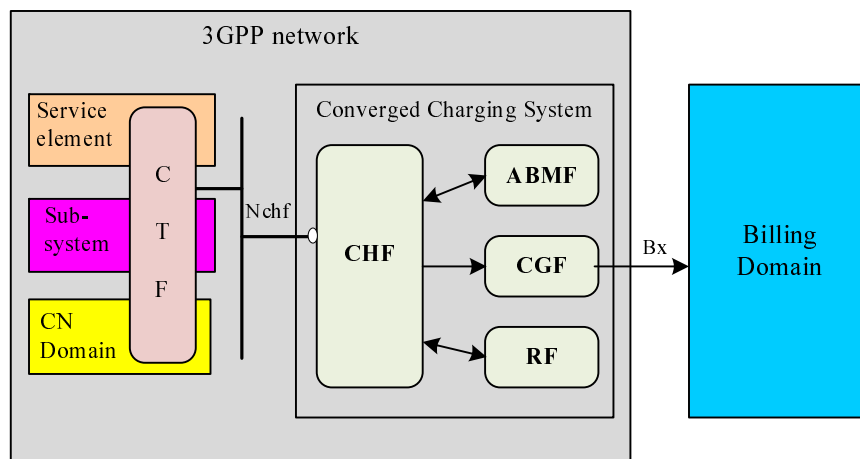 3GPP network
Service
element
Sub-
system
CN
Domain
C
T
F
Nchf
Converged Charging System
CHF
ABMF
CGF
RF
Bx
Billing
Domain